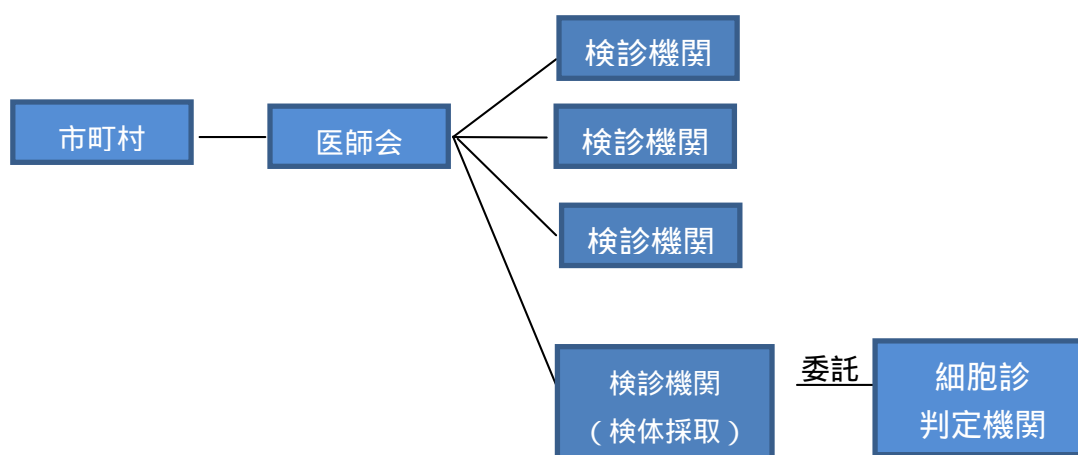 検診機関
市町村
医師会
検診機関
検診機関
検診機関
（検体採取）
委託
細胞診
判定機関